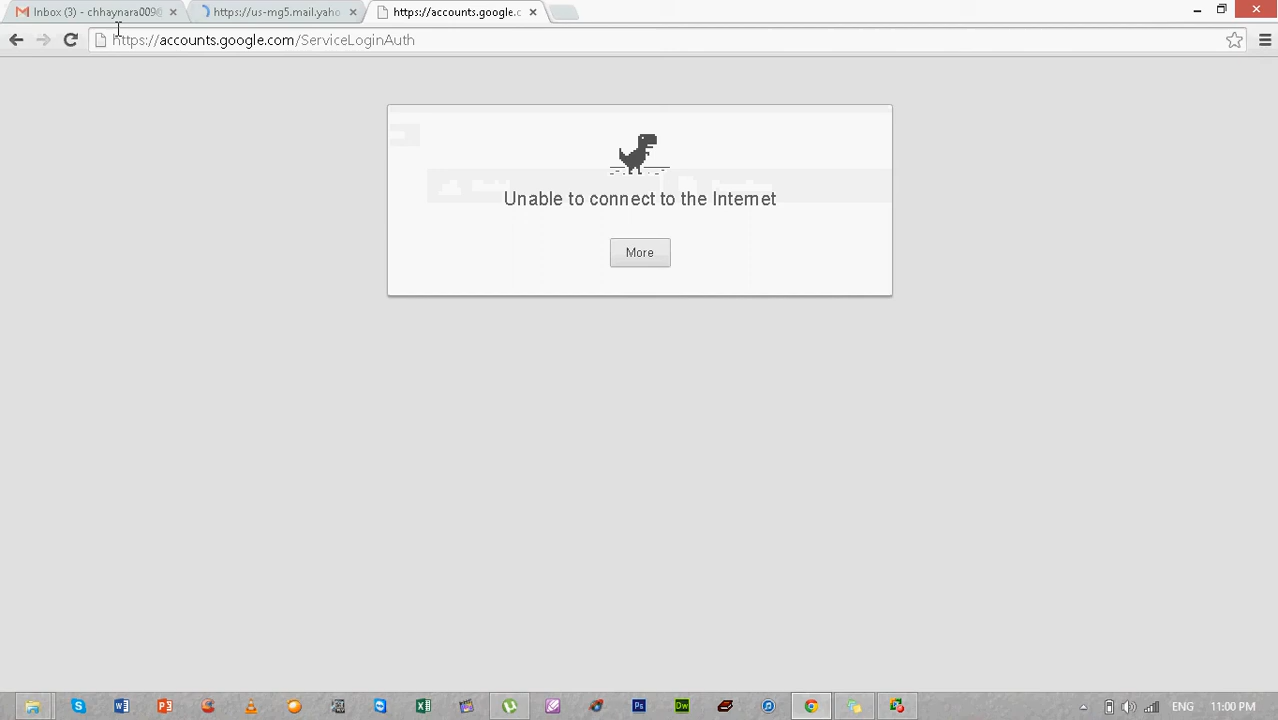 Inbox (3) - chhaynara009@
https://us-mg5.mail.yaho
https://accounts.google.c
https://accounts.google.com/ServiceLoginAuth
Unable to connect to the Internet
More
ENG
11:00 PM